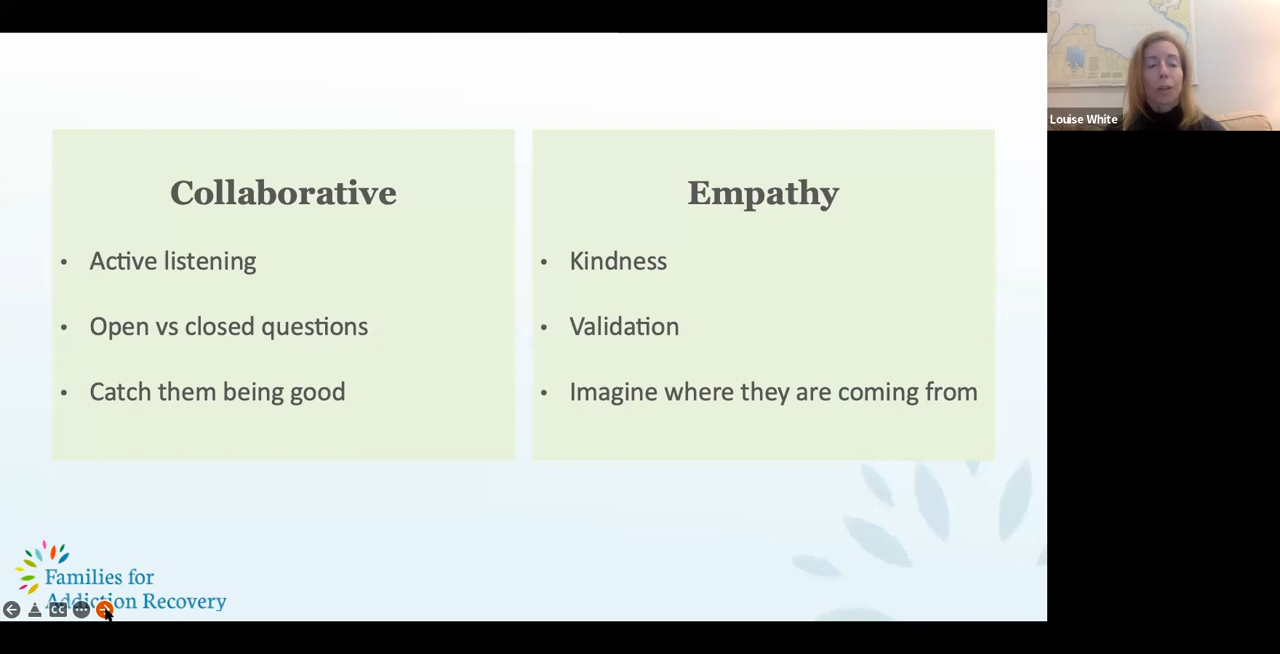 Louise White
Collaborative
• Active listening
• Open vs closed questions
• Catch them being good
Empathy
• Kindness
• Validation
• Imagine where they are coming from
Families for
Addiction Recovery
CC